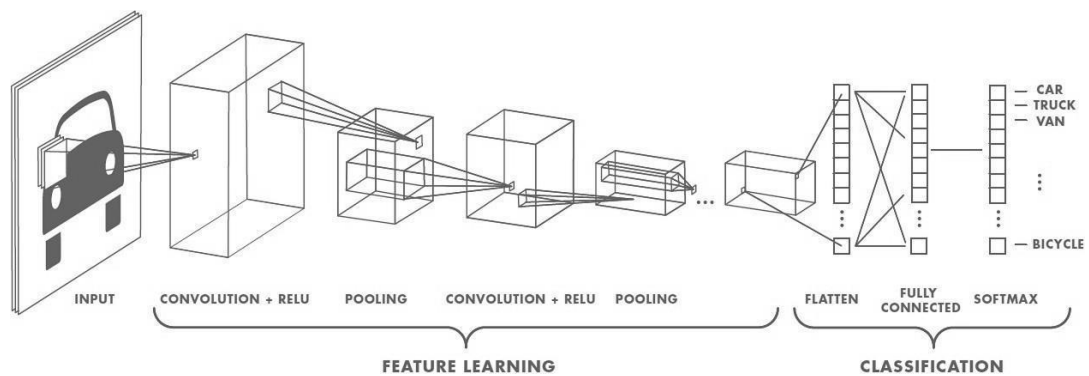 CAR
TRUCK
VAN
BICYCLE
INPUT
CONVOLUTION + RELU
POOLING
CONVOLUTION + RELU
POOLING
FLATTEN
FULLY
CONNECTED
SOFTMAX
FEATURE LEARNING
CLASSIFICATION